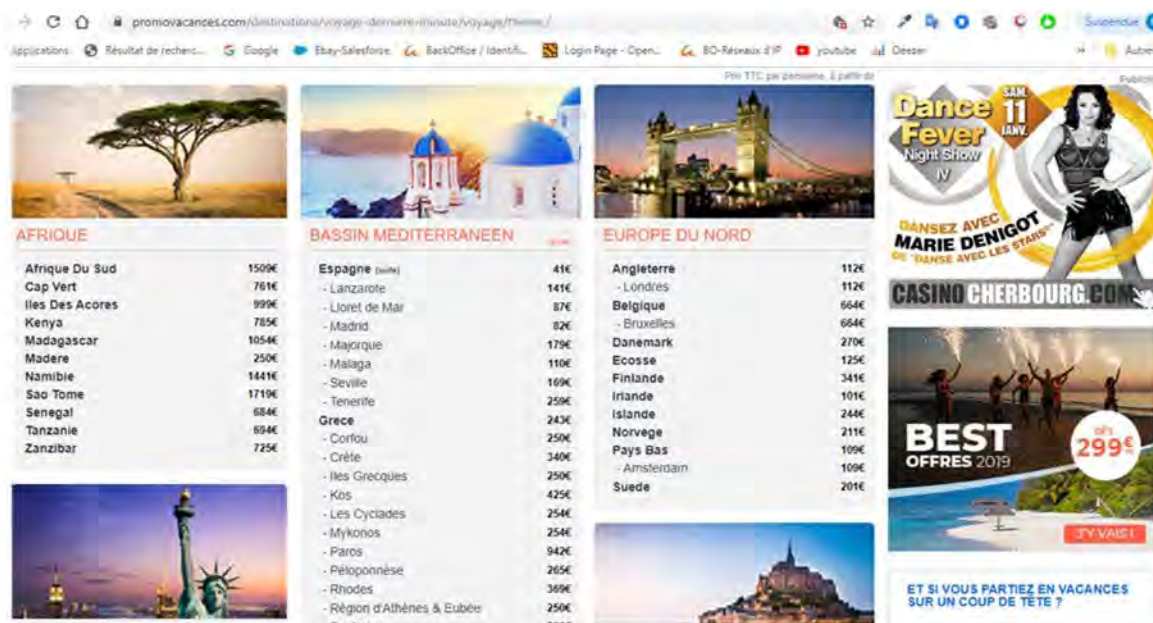 promovacances.com/destinations/voyage-derniere-minute/voyage/theme,/
Suspendue
Applications
Résultat de recherc...
Google
Ebay-Salesforce
BackOffice / Identifi...
Login Page - Open...
BO-Réseaux d'IP
youtube
Deezer
Autre
Prix TTC par personne, à partir de
Publicit
AFRIQUE
Afrique Du Sud 1509€
Cap Vert 761€
Iles Des Acores 999€
Kenya 785€
Madagascar 1054€
Madere 250€
Namibie 1441€
Sao Tome 1719€
Senegal 684€
Tanzanie 694€
Zanzibar 725€
BASSIN MEDITERRANEEN
Espagne (suite) 41€
- Lanzarote 141€
- Lloret de Mar 87€
- Madrid 82€
- Majorque 179€
- Malaga 110€
- Seville 169€
- Tenerife 259€
Grece 243€
- Corfou 250€
- Crète 340€
- Iles Grecques 250€
- Kos 425€
- Les Cyclades 254€
- Mykonos 254€
- Paros 942€
- Péloponnèse 265€
- Rhodes 369€
- Région d'Athènes & Eubée 250€
EUROPE DU NORD
Angleterre 112€
- Londres 112€
Belgique 664€
- Bruxelles 664€
Danemark 270€
Ecosse 125€
Finlande 341€
Irlande 101€
Islande 244€
Norvege 211€
Pays Bas 109€
- Amsterdam 109€
Suede 201€
Dance
Fever
Night Show
IV
SAM.
11
JANV.
DANSEZ AVEC
MARIE DENIGOT
DE "DANSE AVEC LES STARS"
CASINO CHERBOURG.COM
BEST
OFFRES 2019
DÈS
299€
J'Y VAIS !
ET SI VOUS PARTIEZ EN VACANCES
SUR UN COUP DE TÊTE ?